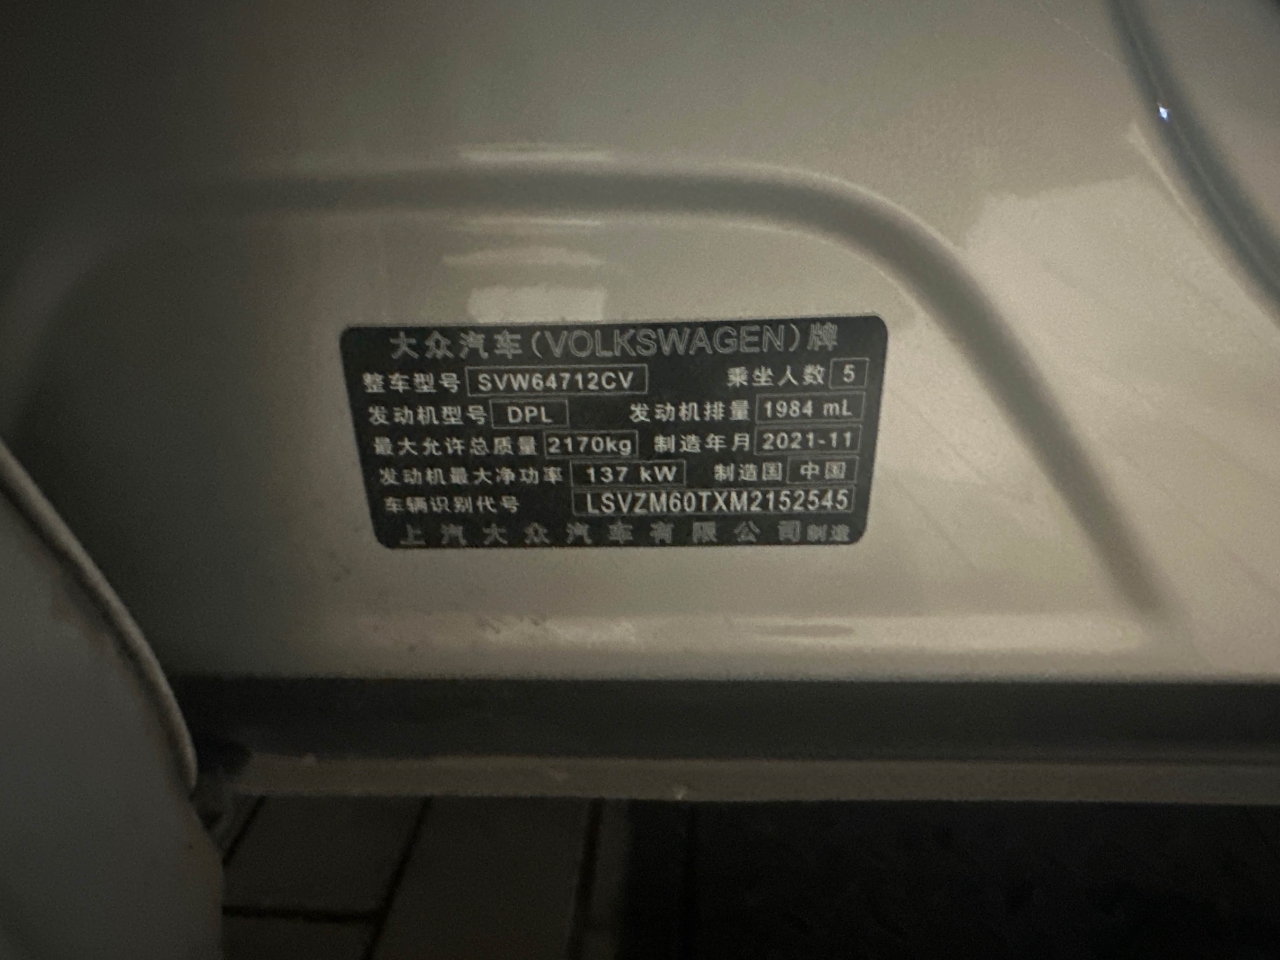 大众汽车(VOLKSWAGEN)牌
整车型号 SVW64712CV 乘坐人数 5
发动机型号 DPL 发动机排量 1984 mL
最大允许总质量 2170kg 制造年月 2021-11
发动机最大净功率 137 kW 制造国 中国
车辆识别代号 LSVZM60TXM2152545
上汽大众汽车有限公司制造